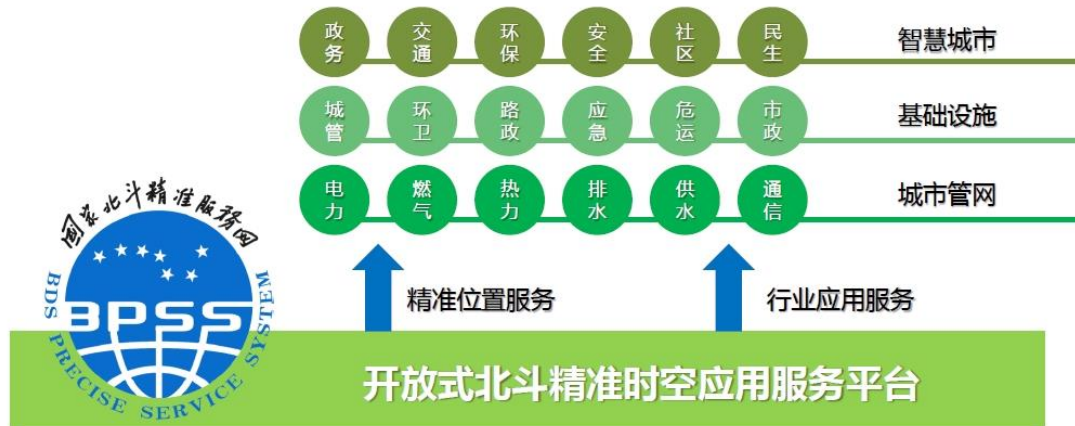 政务 交通 环保 安全 社区 民生 智慧城市
城管 环卫 路政 应急 危运 市政 基础设施
电力 燃气 热力 排水 供水 通信 城市管网
国家北斗精准服务网
精准位置服务 行业应用服务
BPSS
BDS PRECISE SERVICE SYSTEM
开放式北斗精准时空应用服务平台